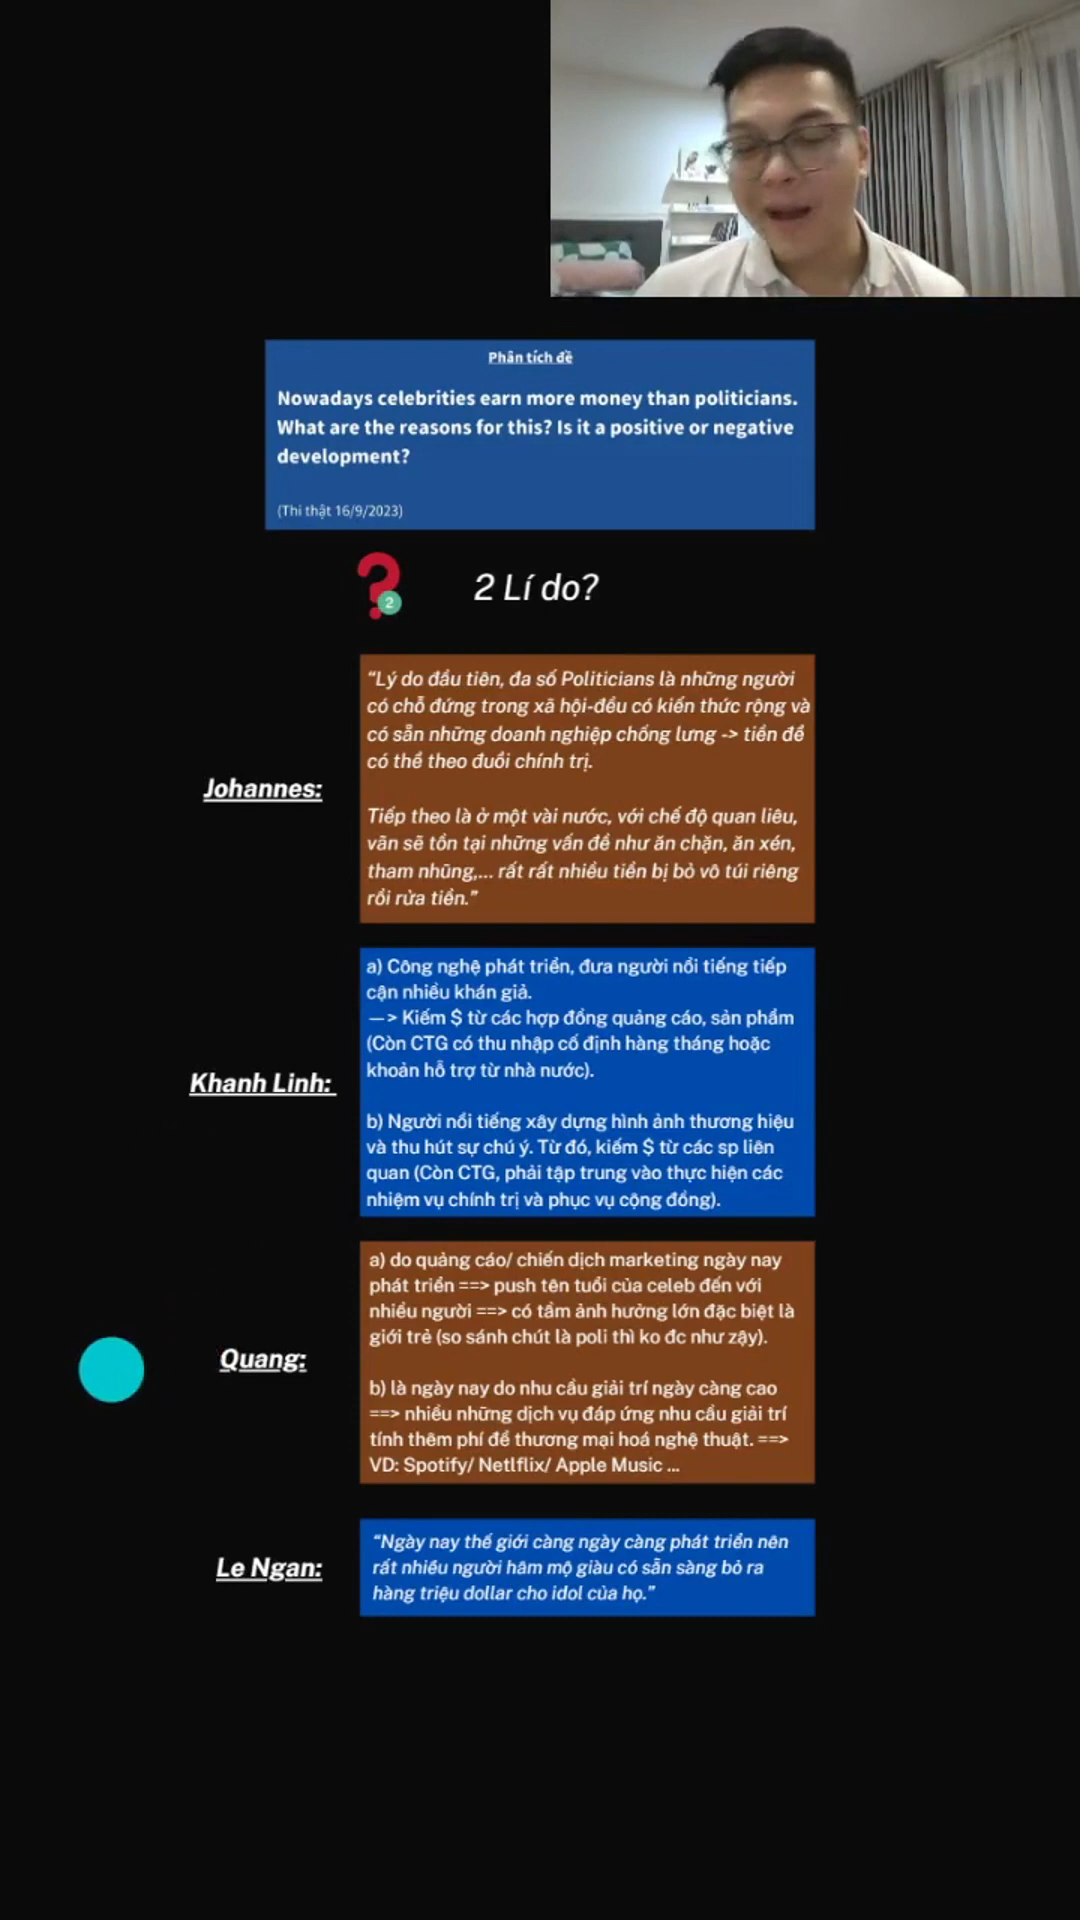 Phân tích đề
Nowadays celebrities earn more money than politicians.
What are the reasons for this? Is it a positive or negative
development?
(Thi thật 16/9/2023)
2
2 Lí do?
Johannes:
“Lý do đầu tiên, đa số Politicians là những người
có chỗ đứng trong xã hội-đều có kiến thức rộng và
có sẵn những doanh nghiệp chống lưng -> tiền đề
có thể theo đuổi chính trị.
Tiếp theo là ở một vài nước, với chế độ quan liêu,
vẫn sẽ tồn tại những vấn đề như ăn chặn, ăn xén,
tham nhũng,... rất rất nhiều tiền bị bỏ vô túi riêng
rồi rửa tiền.”
Khanh Linh:
a) Công nghệ phát triển, đưa người nổi tiếng tiếp
cận nhiều khán giả.
—> Kiếm $ từ các hợp đồng quảng cáo, sản phẩm
(Còn CTG có thu nhập cố định hàng tháng hoặc
khoản hỗ trợ từ nhà nước).
b) Người nổi tiếng xây dựng hình ảnh thương hiệu
và thu hút sự chú ý. Từ đó, kiếm $ từ các sp liên
quan (Còn CTG, phải tập trung vào thực hiện các
nhiệm vụ chính trị và phục vụ cộng đồng).
Quang:
a) do quảng cáo/ chiến dịch marketing ngày nay
phát triển ==> push tên tuổi của celeb đến với
nhiều người ==> có tầm ảnh hưởng lớn đặc biệt là
giới trẻ (so sánh chút là poli thì ko đc như zậy).
b) là ngày nay do nhu cầu giải trí ngày càng cao
==> nhiều những dịch vụ đáp ứng nhu cầu giải trí
tính thêm phí để thương mại hoá nghệ thuật. ==>
VD: Spotify/ Netlflix/ Apple Music ...
Le Ngan:
“Ngày nay thế giới càng ngày càng phát triển nên
rất nhiều người hâm mộ giàu có sẵn sàng bỏ ra
hàng triệu dollar cho idol của họ.”